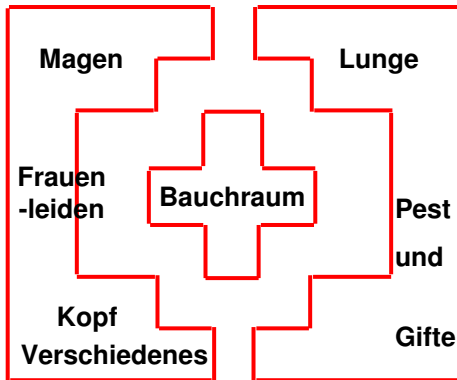 Magen
Lunge
Frauen
-leiden
Bauchraum
Pest
und
Gifte
Kopf
Verschiedenes